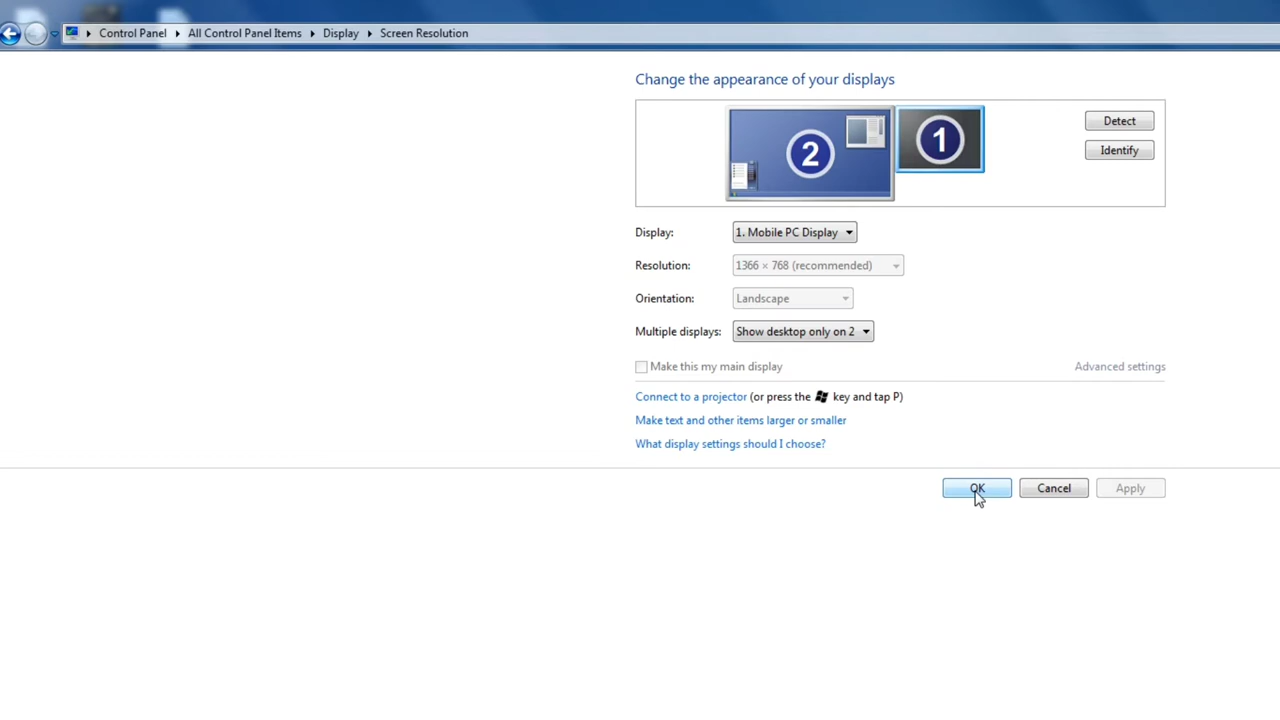 Control Panel All Control Panel Items Display Screen Resolution
Change the appearance of your displays
2 1
Detect
Identify
Display: 1. Mobile PC Display
Resolution: 1366 × 768 (recommended)
Orientation: Landscape
Multiple displays: Show desktop only on 2
Make this my main display Advanced settings
Connect to a projector (or press the key and tap P)
Make text and other items larger or smaller
What display settings should I choose?
OK Cancel Apply